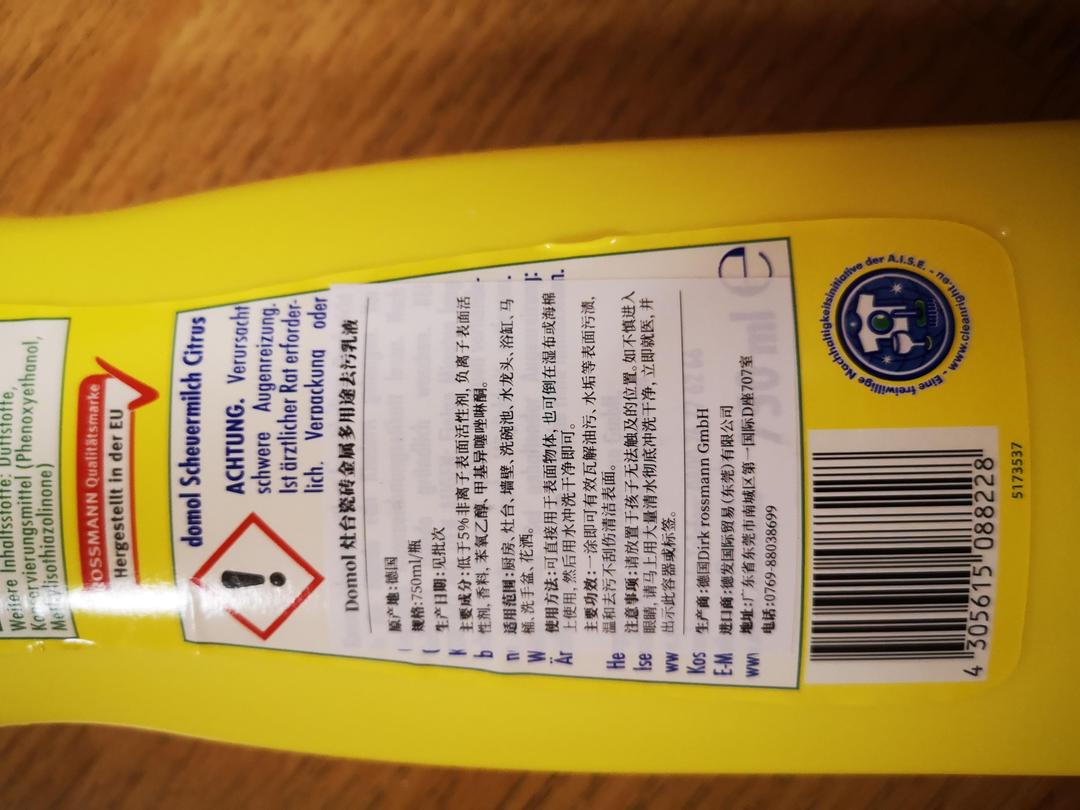 Weitere Inhaltsstoffe: Duftstoffe,
Konservierungsmittel (Phenoxyethanol,
Methylisothiazolinone)
ROSSMANN Qualitätsmarke
Hergestellt in der EU
domol Scheuermilch Citrus
ACHTUNG. Verursacht
schwere Augenreizung.
Ist ärztlicher Rat erforder-
lich, Verpackung oder
Domol 灶台瓷砖金属多用途去污乳液
原产地:德国
规格:750ml/瓶
生产日期:见批次
主要成分:低于5%非离子表面活性剂,负离子表面活
性剂,香料,苯氧乙醇、甲基异噻唑啉酮。
适用范围:厨房、灶台、墙壁、洗碗池、水龙头、浴缸、马
桶、洗手盆,花洒。
使用方法:可直接用于表面物体,也可倒在湿布或海棉
上使用,然后用水冲洗干净即可。
主要功效:一涂即可有效瓦解油污、水垢等表面污渍,
温和去污不刮伤清洁表面。
注意事项:请放置于孩子无法触及的位置。如不慎进入
眼睛,请马上用大量清水彻底冲洗干净,立即就医,并
出示此容器或标签。
生产商:德国Dirk rossmann GmbH
进口商:德发国际贸易(东莞)有限公司
地址:广东省东莞市南城区第一国际D座707室
电话:0769-88038699
K
b
n
W
Är
He
Ise
ww
Kos
E-M
www
750 ml e
Eine freiwillige Nachhaltigkeitsinitiative der A.I.S.E. - www.cleanright.eu -
4 305615 088228
5173537